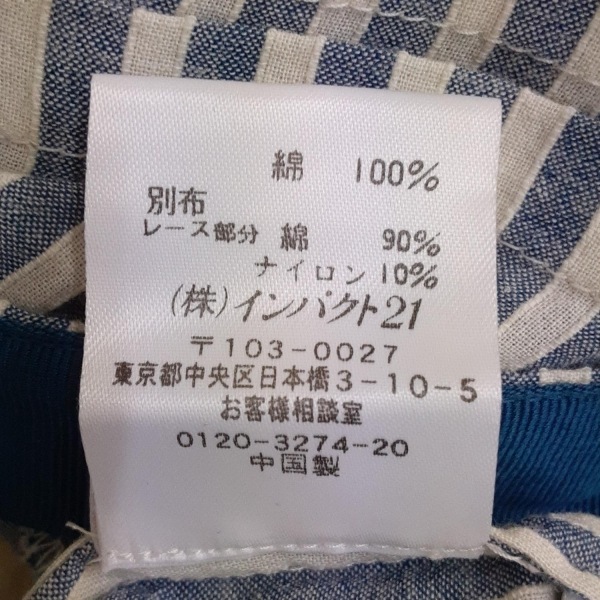 綿 100%
別布
レース部分 綿 90%
ナイロン 10%
(株)インパクト21
〒103-0027
東京都中央区日本橋3-10-5
お客様相談室
0120-3274-20
中国製